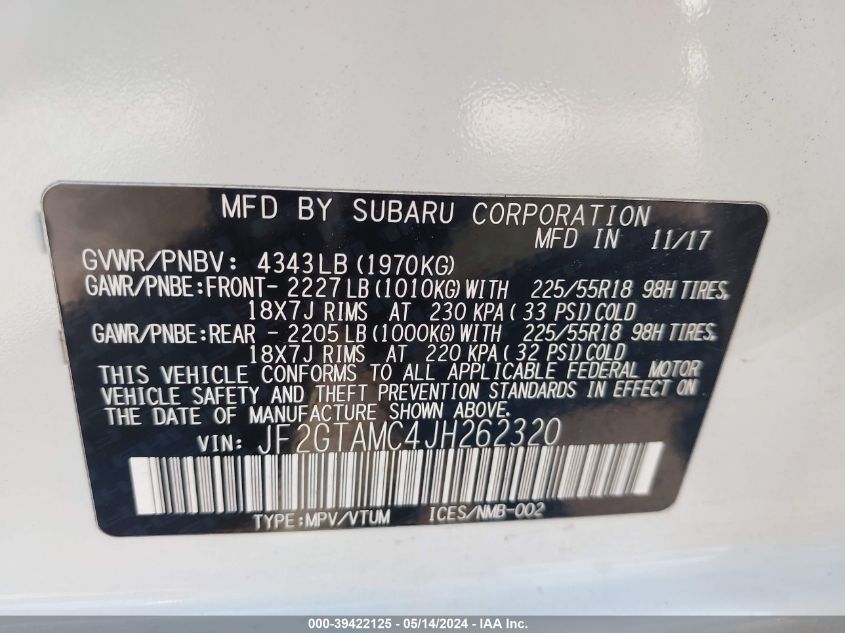 MFD BY SUBARU CORPORATION
MFD IN 11/17
GVWR/PNBV: 4343LB (1970KG)
GAWR/PNBE:FRONT- 2227LB (1010KG)WITH 225/55R18 98H TIRES,
18X7J RIMS AT 230 KPA( 33 PSI)COLD
GAWR/PNBE:REAR - 2205LB (1000KG)WITH 225/55R18 98H TIRES,
18X7J RIMS AT 220 KPA( 32 PSI)COLD
THIS VEHICLE CONFORMS TO ALL APPLICABLE FEDERAL MOTOR
VEHICLE SAFETY AND THEFT PREVENTION STANDARDS IN EFFECT ON
THE DATE OF MANUFACTURE SHOWN ABOVE.
VIN: JF2GTAMC4JH262320
TYPE:MPV/VTUM ICES/NMB-002
000-39422125 - 05/14/2024 - IAA Inc.